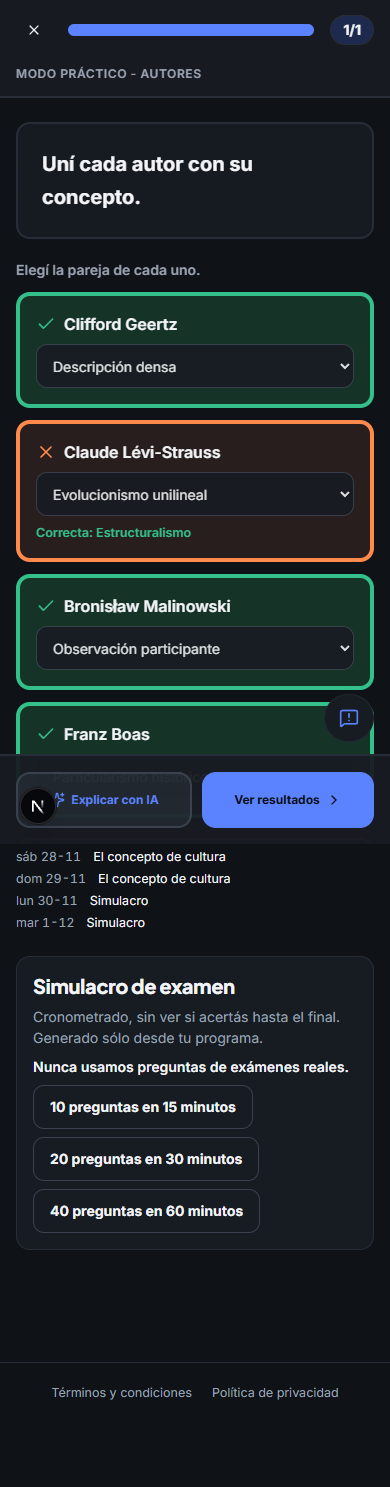 1/1
MODO PRÁCTICO - AUTORES
Uní cada autor con su
concepto.
Elegí la pareja de cada uno.
Clifford Geertz
Descripción densa
Claude Lévi-Strauss
Evolucionismo unilineal
Correcta: Estructuralismo
Bronisław Malinowski
Observación participante
Franz Boas
N
Explicar con IA
Ver resultados
sáb 28-11 El concepto de cultura
dom 29-11 El concepto de cultura
lun 30-11 Simulacro
mar 1-12 Simulacro
Simulacro de examen
Cronometrado, sin ver si acertás hasta el final.
Generado sólo desde tu programa.
Nunca usamos preguntas de exámenes reales.
10 preguntas en 15 minutos
20 preguntas en 30 minutos
40 preguntas en 60 minutos
Términos y condiciones Política de privacidad